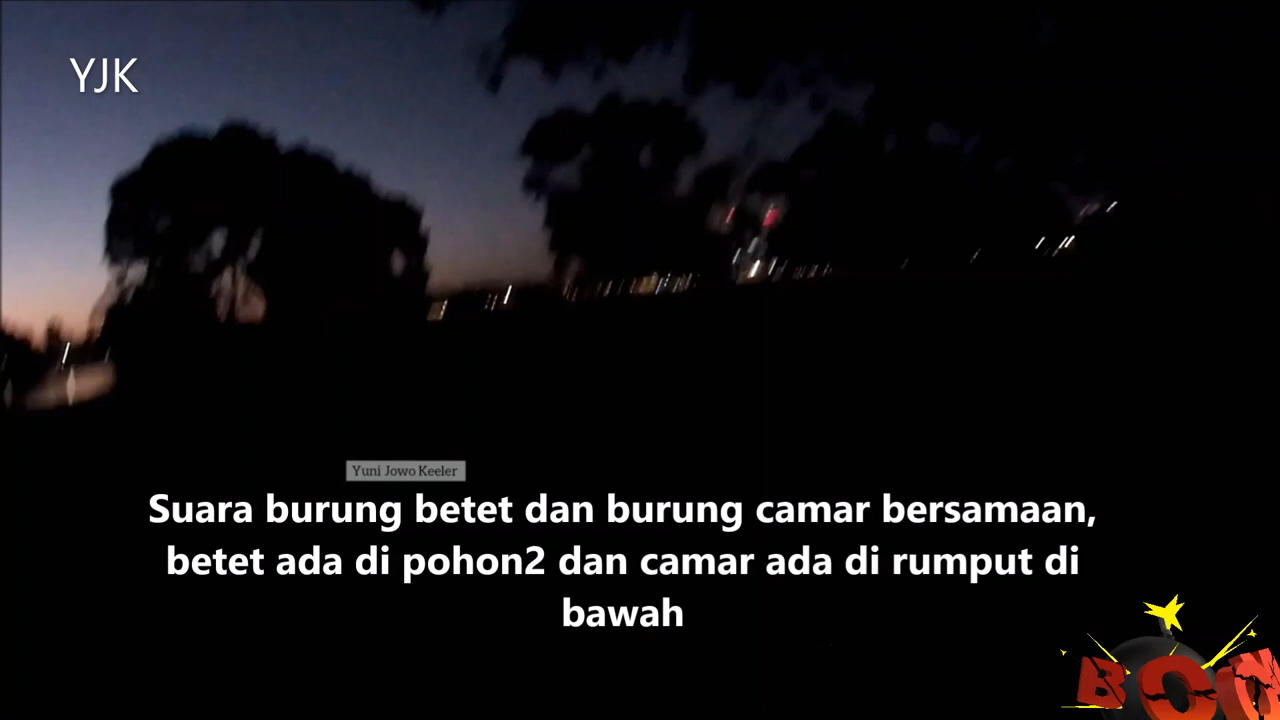 YJK
Yuni Jowo Keeler
Suara burung betet dan burung camar bersamaan,
betet ada di pohon2 dan camar ada di rumput di
bawah